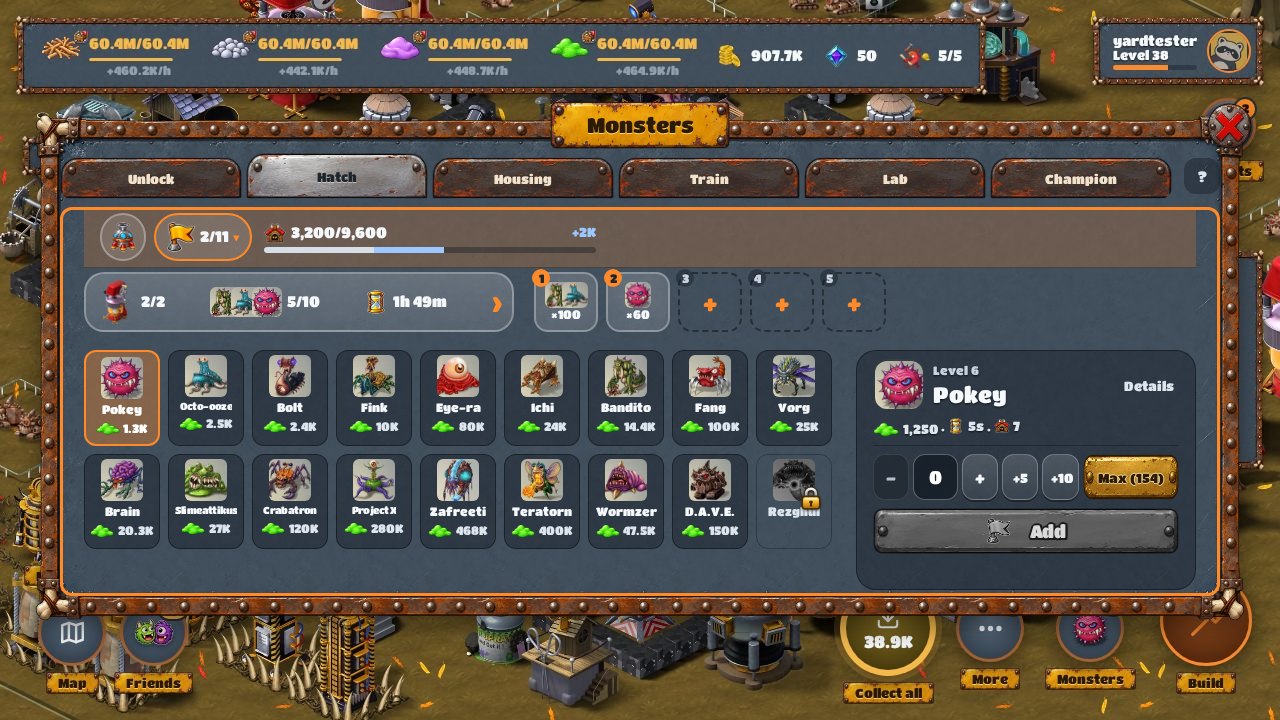 60.4M/60.4M
+460.2K/h
60.4M/60.4M
+442.1K/h
60.4M/60.4M
+448.7K/h
60.4M/60.4M
+464.9K/h
907.7K
50
5/5
yardtester
Level 38
Monsters
Unlock
Hatch
Housing
Train
Lab
Champion
?
2/11
3,200/9,600
+2K
2/2
5/10
1h 49m
1
×100
2
×60
3
+
4
+
5
+
Pokey
1.3K
Octo-ooze
2.5K
Bolt
2.4K
Fink
10K
Eye-ra
80K
Ichi
24K
Bandito
14.4K
Fang
100K
Vorg
25K
Brain
20.3K
Slimeattikus
27K
Crabatron
120K
Project X
280K
Zafreeti
468K
Teratorn
400K
Wormzer
47.5K
D.A.V.E.
150K
Rezghul
Level 6
Pokey
Details
1,250 · 5s · 7
-
0
+
+5
+10
Max (154)
Add
Map
Friends
38.9K
Collect all
More
Monsters
Build